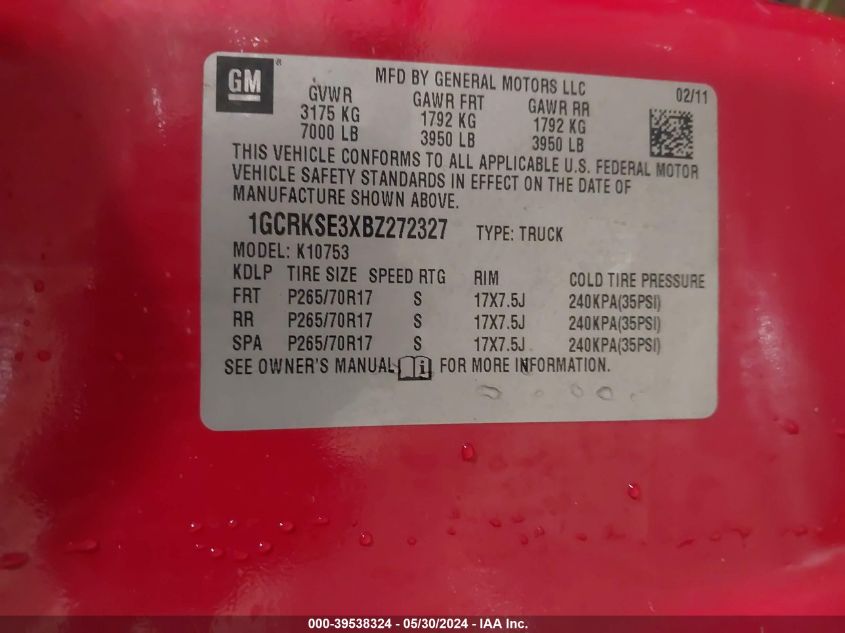 GM®
MFD BY GENERAL MOTORS LLC 02/11
GVWR GAWR FRT GAWR RR
3175 KG 1792 KG 1792 KG
7000 LB 3950 LB 3950 LB
THIS VEHICLE CONFORMS TO ALL APPLICABLE U.S. FEDERAL MOTOR
VEHICLE SAFETY STANDARDS IN EFFECT ON THE DATE OF
MANUFACTURE SHOWN ABOVE.
1GCRKSE3XBZ272327 TYPE: TRUCK
MODEL: K10753
KDLP TIRE SIZE SPEED RTG RIM COLD TIRE PRESSURE
FRT P265/70R17 S 17X7.5J 240KPA(35PSI)
RR P265/70R17 S 17X7.5J 240KPA(35PSI)
SPA P265/70R17 S 17X7.5J 240KPA(35PSI)
SEE OWNER'S MANUAL FOR MORE INFORMATION.
000-39538324 / 05/30/2024 - IAA Inc.